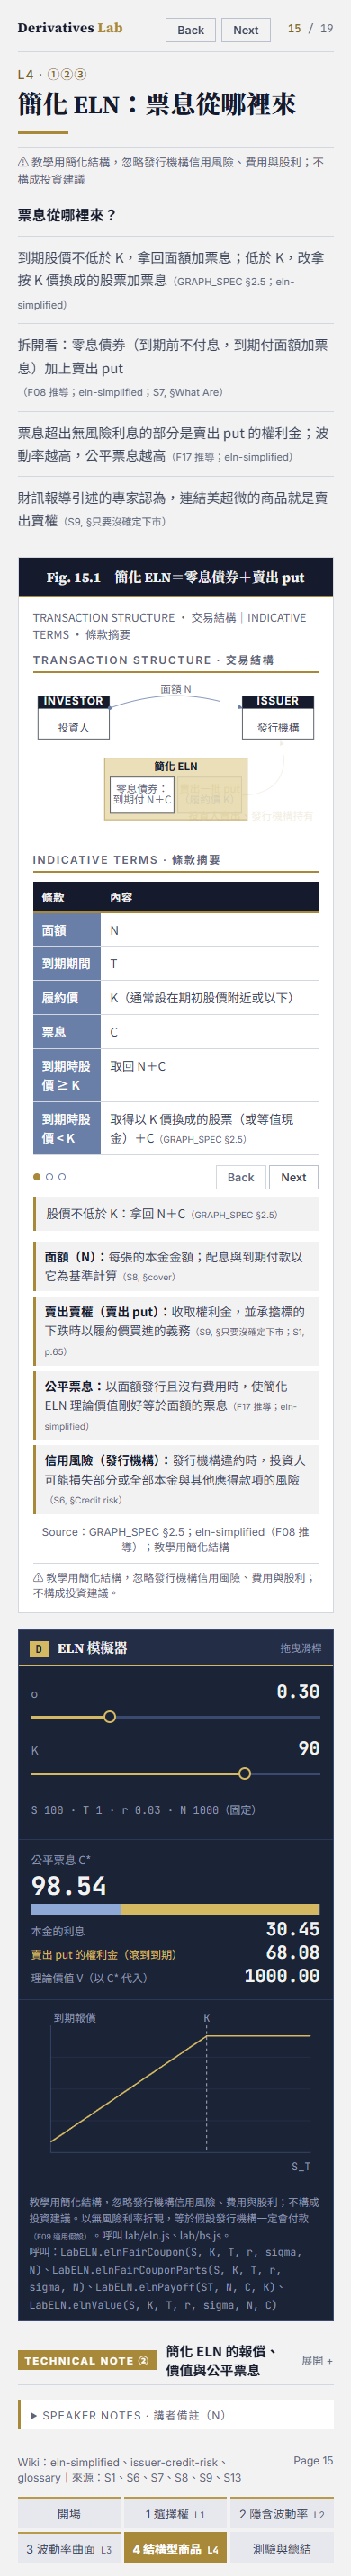 Derivatives Lab
Back
Next
15 / 19
L4 · ①②③
簡化 ELN：票息從哪裡來
⚠ 教學用簡化結構，忽略發行機構信用風險、費用與股利；不
構成投資建議
票息從哪裡來？
到期股價不低於 K，拿回面額加票息；低於 K，改拿
按 K 價換成的股票加票息（GRAPH_SPEC §2.5；eln-
simplified）
拆開看：零息債券（到期前不付息，到期付面額加票
息）加上賣出 put
（F08 推導；eln-simplified；S7, §What Are）
票息超出無風險利息的部分是賣出 put 的權利金；波
動率越高，公平票息越高（F17 推導；eln-simplified）
財訊報導引述的專家認為，連結美超微的商品就是賣
出賣權（S9, §只要沒確定下市）
Fig. 15.1　簡化 ELN＝零息債券＋賣出 put
TRANSACTION STRUCTURE · 交易結構｜INDICATIVE
TERMS · 條款摘要
TRANSACTION STRUCTURE · 交易結構
面額 N
INVESTOR
投資人
ISSUER
發行機構
簡化 ELN
零息債券：
到期付 N＋C
INDICATIVE TERMS · 條款摘要
條款
內容
面額
N
到期期間
T
履約價
K（通常設在期初股價附近或以下）
票息
C
到期時股
價 ≥ K
取回 N＋C
到期時股
價 < K
取得以 K 價換成的股票（或等值現
金）＋C（GRAPH_SPEC §2.5）
Back
Next
股價不低於 K：拿回 N＋C（GRAPH_SPEC §2.5）
面額（N）：每張的本金金額；配息與到期付款以
它為基準計算（S8, §cover）
賣出賣權（賣出 put）：收取權利金，並承擔標的
下跌時以履約價買進的義務（S9, §只要沒確定下市；S1,
p.65）
公平票息：以面額發行且沒有費用時，使簡化
ELN 理論價值剛好等於面額的票息（F17 推導；eln-
simplified）
信用風險（發行機構）：發行機構違約時，投資人
可能損失部分或全部本金與其他應得款項的風險
（S6, §Credit risk）
Source：GRAPH_SPEC §2.5；eln-simplified（F08 推
導）；教學用簡化結構
⚠ 教學用簡化結構，忽略發行機構信用風險、費用與股利；
不構成投資建議。
D
ELN 模擬器
拖曳滑桿
σ
0.30
K
90
S 100 · T 1 · r 0.03 · N 1000（固定）
公平票息 C*
98.54
本金的利息
30.45
賣出 put 的權利金（滾到到期）
68.08
理論價值 V（以 C* 代入）
1000.00
到期報償
K
S_T
教學用簡化結構，忽略發行機構信用風險、費用與股利；不構成
投資建議。以無風險利率折現，等於假設發行機構一定會付款
（F09 適用假設）。呼叫 lab/eln.js、lab/bs.js。
呼叫：LabELN.elnFairCoupon(S, K, T, r, sigma,
N)、LabELN.elnFairCouponParts(S, K, T, r,
sigma, N)、LabELN.elnPayoff(ST, N, C, K)、
LabELN.elnValue(S, K, T, r, sigma, N, C)
TECHNICAL NOTE ②
簡化 ELN 的報償、
價值與公平票息
展開 +
▶ SPEAKER NOTES · 講者備註（N）
Wiki：eln-simplified、issuer-credit-risk、
glossary｜來源：S1、S6、S7、S8、S9、S13
Page 15
開場
1 選擇權 L1
2 隱含波動率 L2
3 波動率曲面 L3
4 結構型商品 L4
測驗與總結